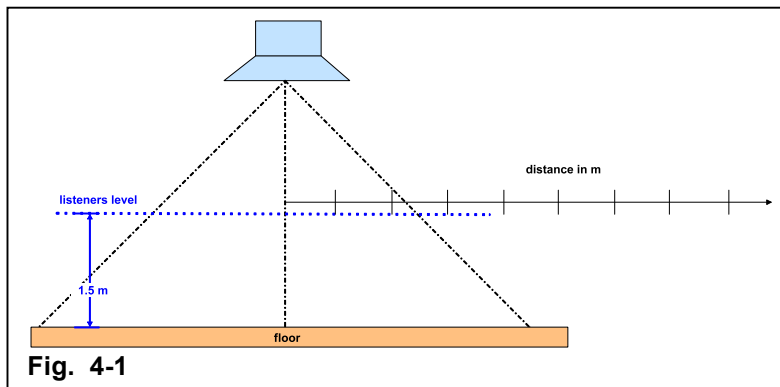 distance in m
listeners level
1.5 m
floor
Fig. 4-1